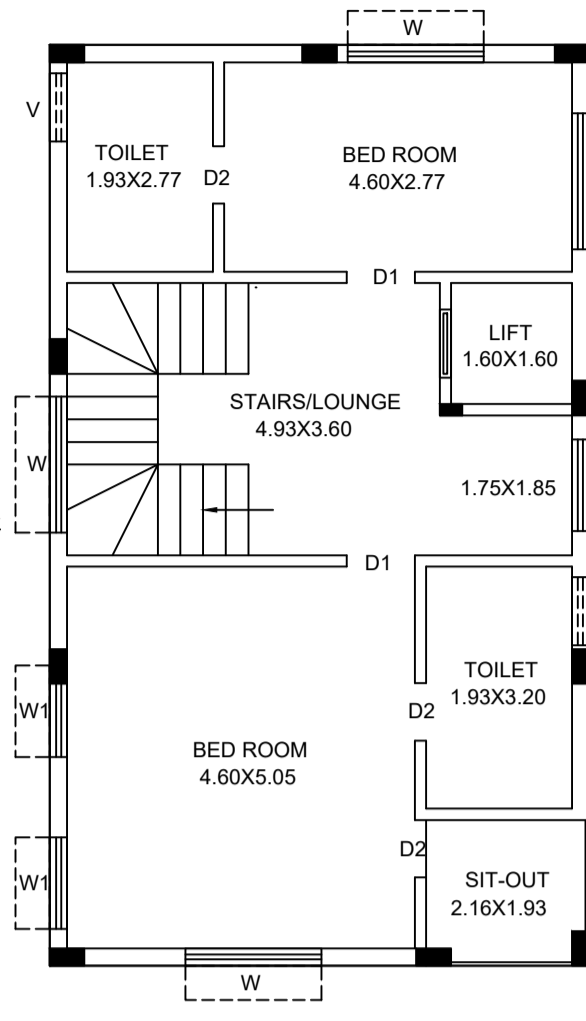 W
V
TOILET
1.93X2.77
D2
BED ROOM
4.60X2.77
D1
LIFT
1.60X1.60
STAIRS/LOUNGE
4.93X3.60
W
1.75X1.85
D1
TOILET
1.93X3.20
W1
D2
BED ROOM
4.60X5.05
D2
W1
SIT-OUT
2.16X1.93
W